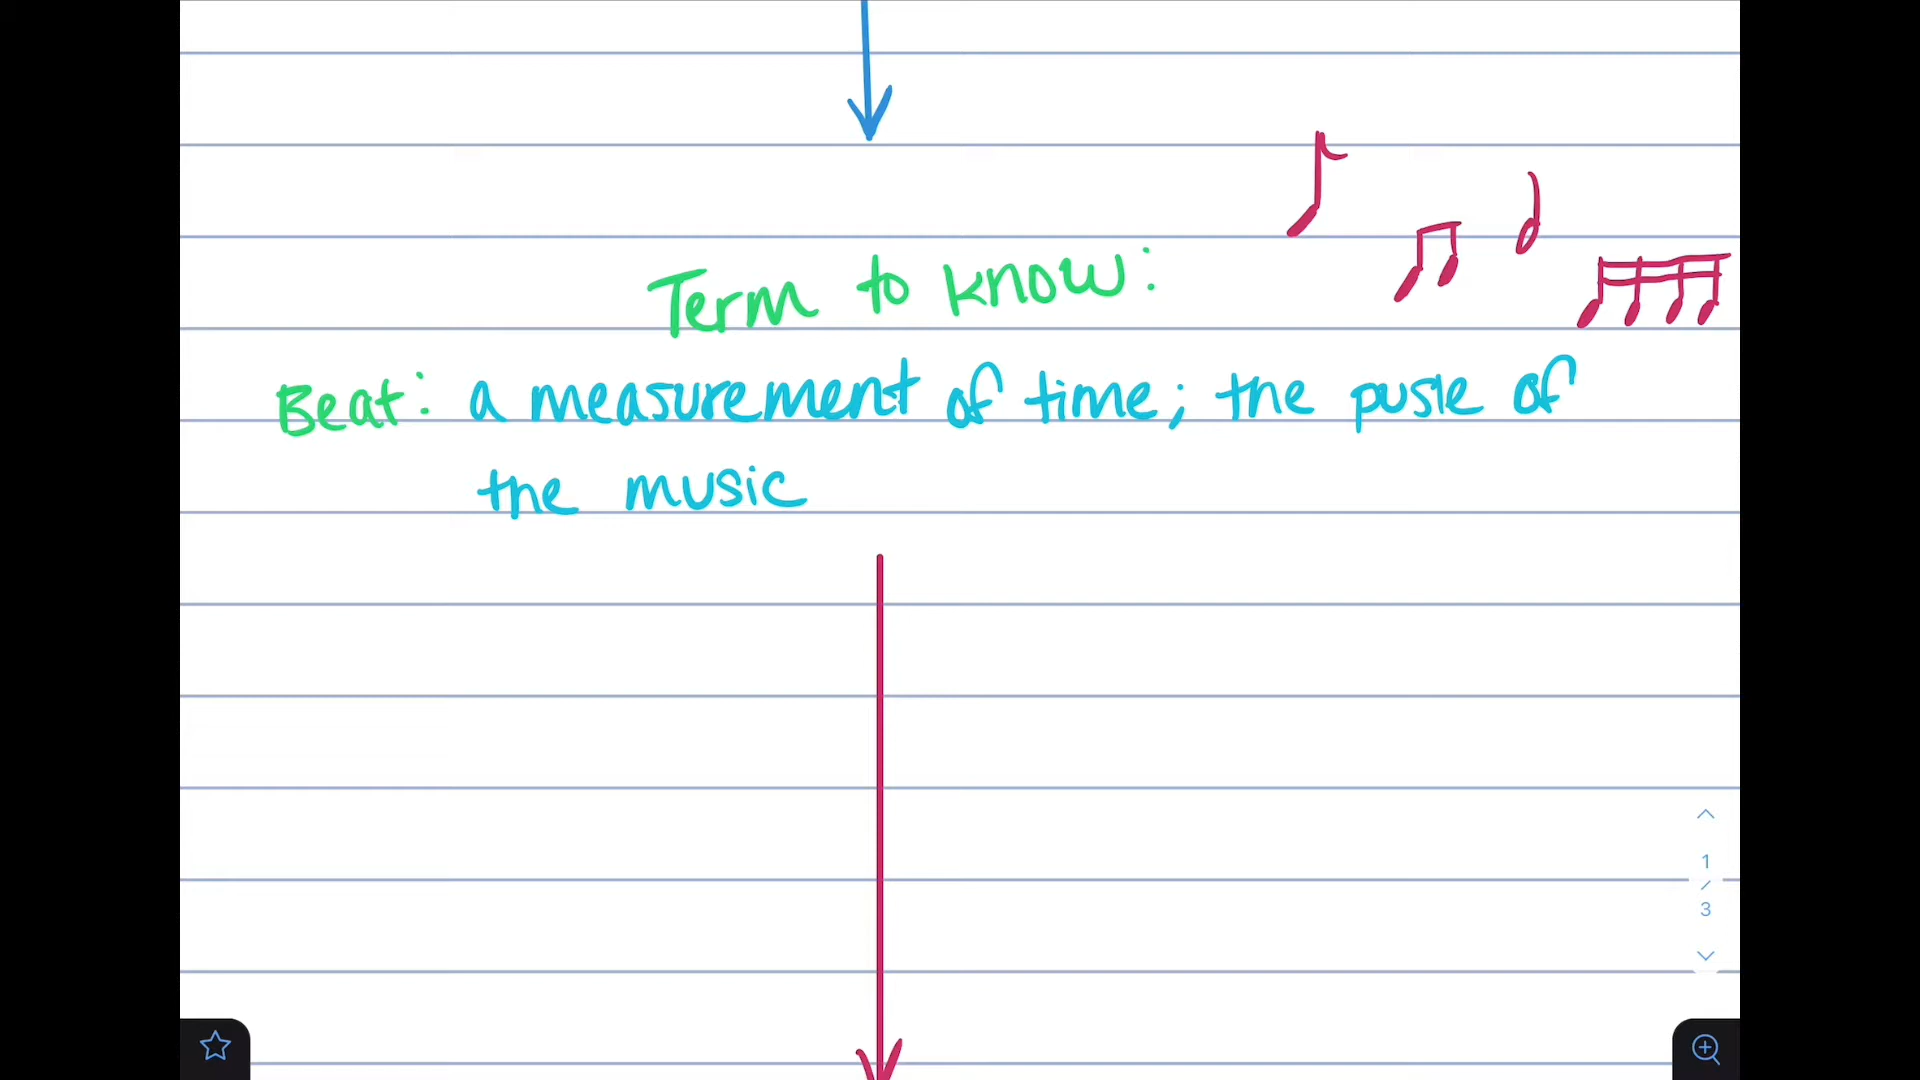 Term to know:
Beat: a measurement of time; the pusle of
the music
1
/
3